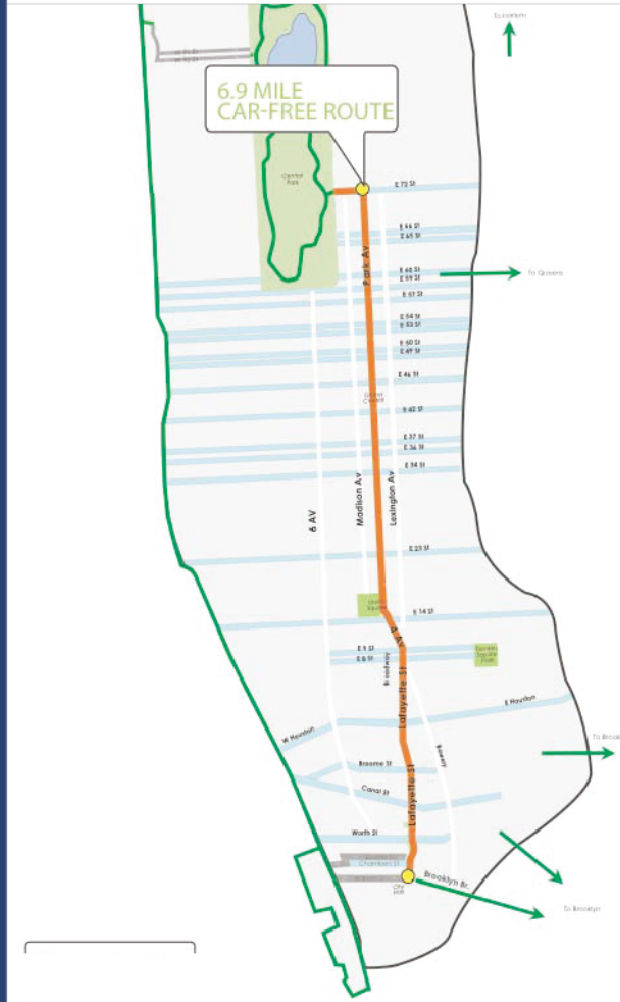 To Harlem
6.9 MILE
CAR-FREE ROUTE
Central
Park
E 72 St
E 66 St
E 65 St
Park Av
E 60 St
E 59 St
To Queens
E 57 St
E 54 St
E 53 St
E 50 St
E 49 St
E 46 St
Grand
Central
E 42 St
E 37 St
E 36 St
E 34 St
Madison Av
Lexington Av
6 AV
E 23 St
Union
Square
E 14 St
4 Av
E 9 St
E 8 St
Broadway
Tompkins
Square
Park
Lafayette St
E Houston
W Houston
Bowery
To Brook
Broome St
Canal St
Lafayette St
Worth St
Chambers St
Brooklyn Br.
City
Hall
To Brooklyn